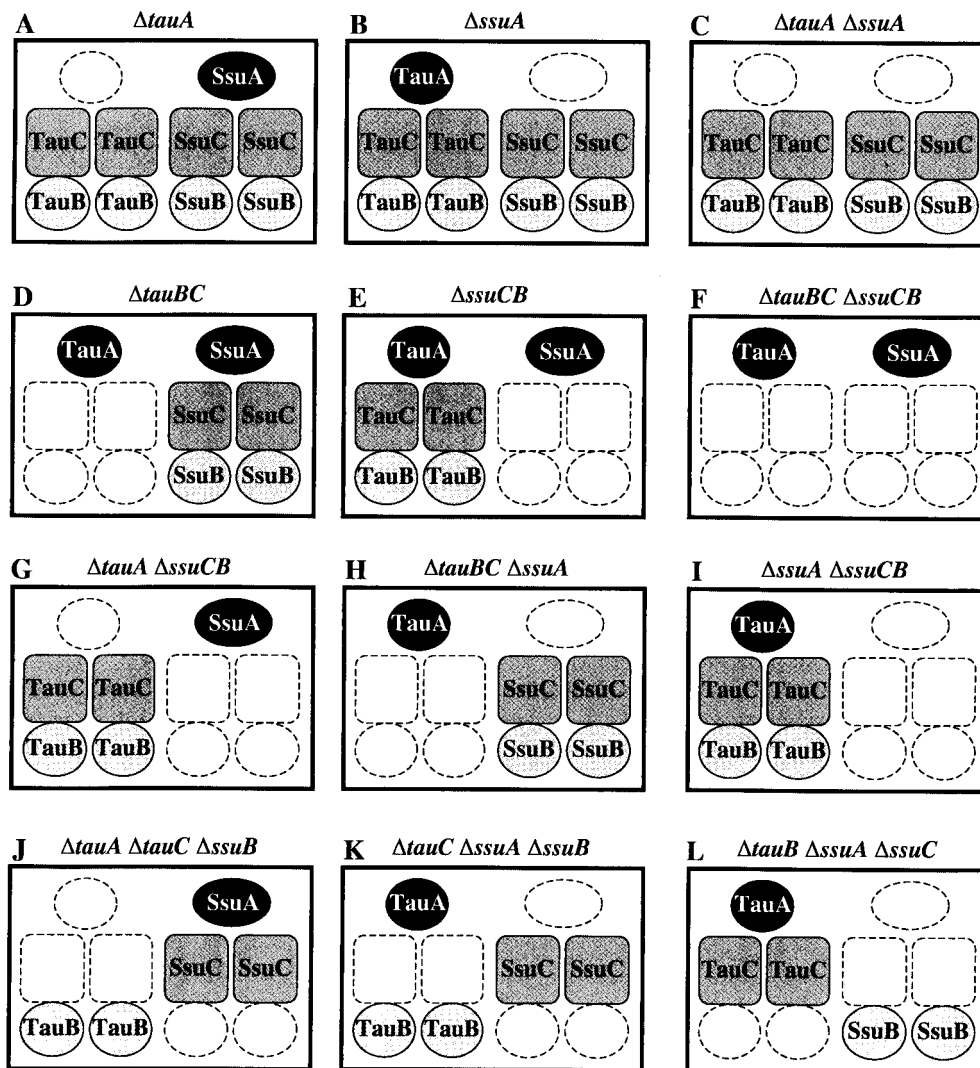 A ΔtauA B ΔssuA C ΔtauA ΔssuA
SsuA TauA
TauC TauC SsuC SsuC TauC TauC SsuC SsuC TauC TauC SsuC SsuC
TauB TauB SsuB SsuB TauB TauB SsuB SsuB TauB TauB SsuB SsuB
D ΔtauBC E ΔssuCB F ΔtauBC ΔssuCB
TauA SsuA TauA SsuA TauA SsuA
SsuC SsuC TauC TauC
SsuB SsuB TauB TauB
G ΔtauA ΔssuCB H ΔtauBC ΔssuA I ΔssuA ΔssuCB
SsuA TauA TauA
TauC TauC SsuC SsuC TauC TauC
TauB TauB SsuB SsuB TauB TauB
J ΔtauA ΔtauC ΔssuB K ΔtauC ΔssuA ΔssuB L ΔtauB ΔssuA ΔssuC
SsuA TauA TauA
SsuC SsuC SsuC SsuC TauC TauC
TauB TauB TauB TauB SsuB SsuB